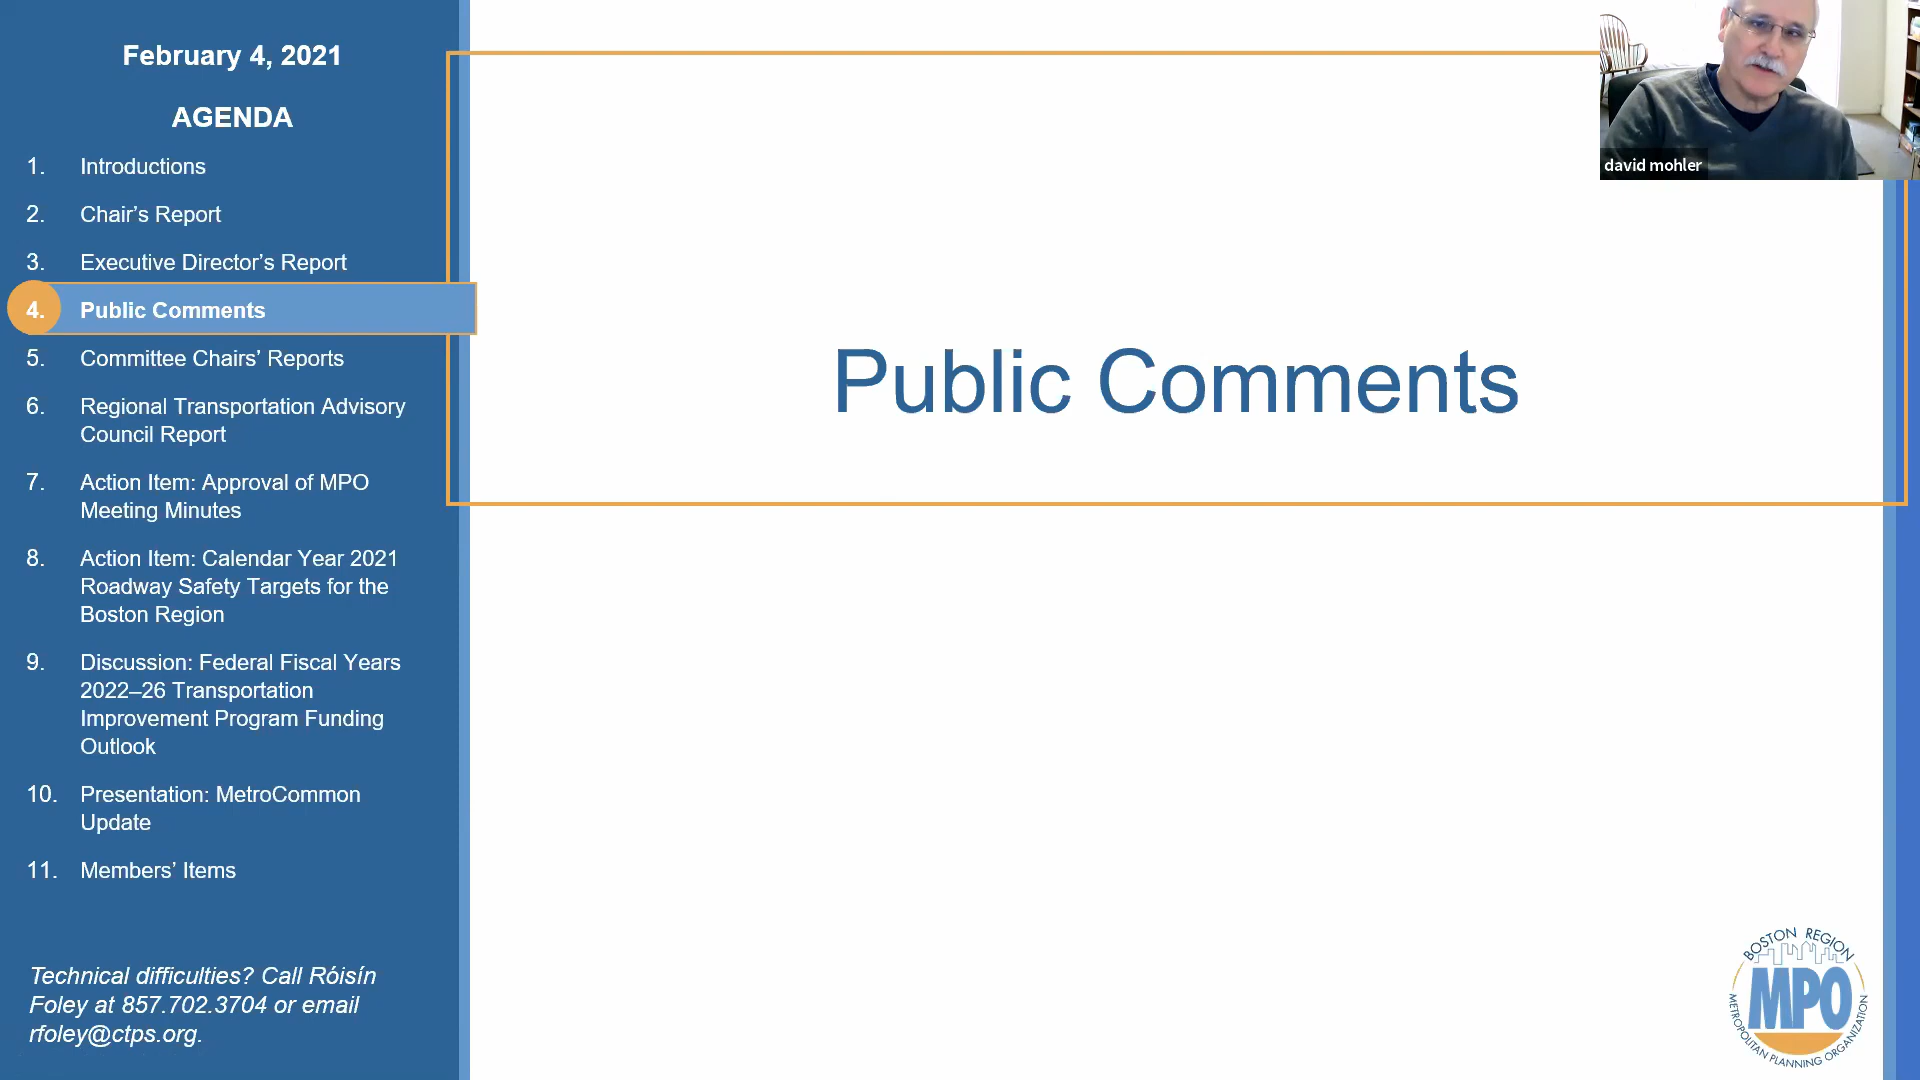 February 4, 2021
AGENDA
1. Introductions
2. Chair’s Report
3. Executive Director’s Report
4. Public Comments
5. Committee Chairs’ Reports
6. Regional Transportation Advisory
Council Report
7. Action Item: Approval of MPO
Meeting Minutes
8. Action Item: Calendar Year 2021
Roadway Safety Targets for the
Boston Region
9. Discussion: Federal Fiscal Years
2022–26 Transportation
Improvement Program Funding
Outlook
10. Presentation: MetroCommon
Update
11. Members’ Items
Technical difficulties? Call Róisín
Foley at 857.702.3704 or email
rfoley@ctps.org.
Public Comments
david mohler
BOSTON REGION
MPO
METROPOLITAN PLANNING ORGANIZATION